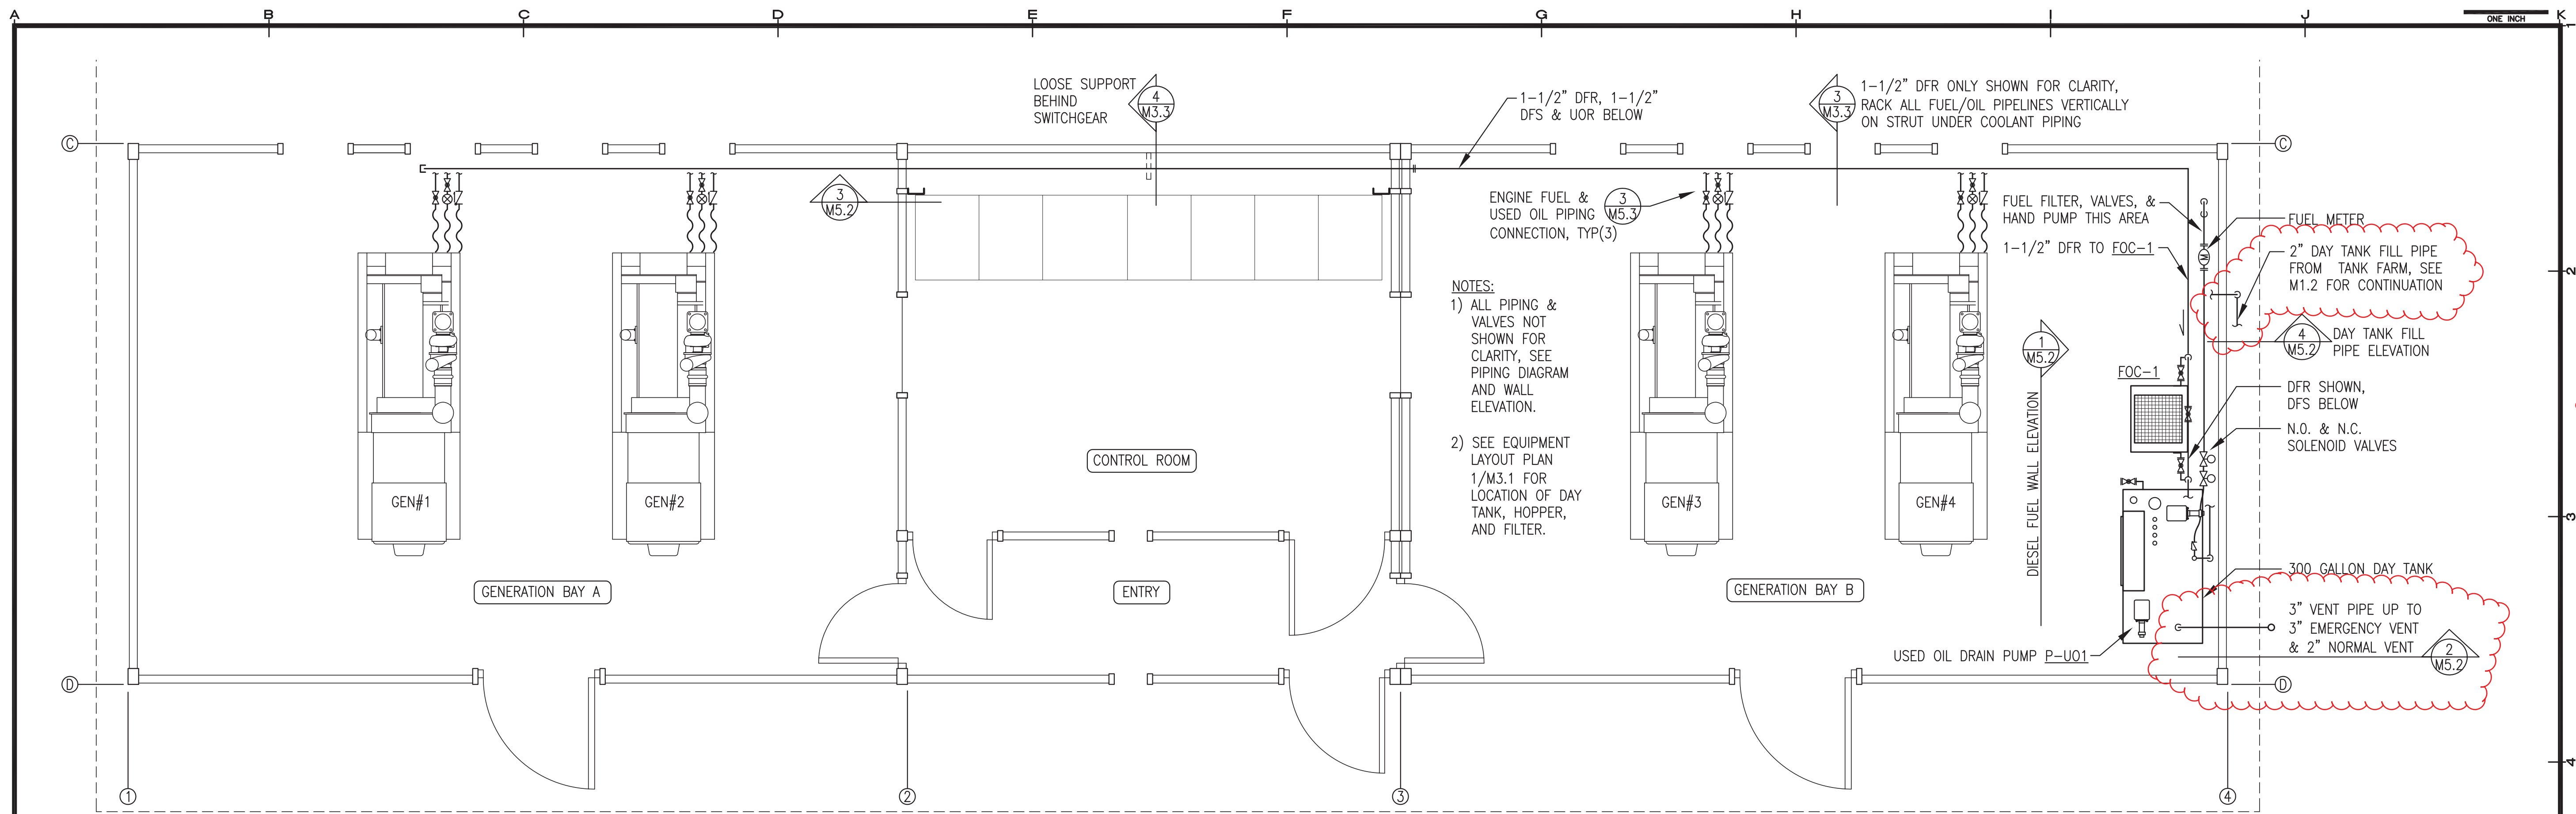 A B C D E F G H I J K
ONE INCH
1
2
3
4
LOOSE SUPPORT
BEHIND
SWITCHGEAR
4
M3.3
1-1/2" DFR, 1-1/2"
DFS & UOR BELOW
3
M3.3
1-1/2" DFR ONLY SHOWN FOR CLARITY,
RACK ALL FUEL/OIL PIPELINES VERTICALLY
ON STRUT UNDER COOLANT PIPING
C
C
3
M5.2
ENGINE FUEL &
USED OIL PIPING
CONNECTION, TYP(3)
3
M5.3
FUEL FILTER, VALVES, &
HAND PUMP THIS AREA
1-1/2" DFR TO FOC-1
FUEL METER
M
2" DAY TANK FILL PIPE
FROM TANK FARM, SEE
M1.2 FOR CONTINUATION
4
M5.2
DAY TANK FILL
PIPE ELEVATION
NOTES:
1) ALL PIPING &
VALVES NOT
SHOWN FOR
CLARITY, SEE
PIPING DIAGRAM
AND WALL
ELEVATION.
2) SEE EQUIPMENT
LAYOUT PLAN
1/M3.1 FOR
LOCATION OF DAY
TANK, HOPPER,
AND FILTER.
1
M5.2
DIESEL FUEL WALL ELEVATION
FOC-1
DFR SHOWN,
DFS BELOW
N.O. & N.C.
SOLENOID VALVES
CONTROL ROOM
GEN#1
GEN#2
GEN#3
GEN#4
GENERATION BAY A
ENTRY
GENERATION BAY B
300 GALLON DAY TANK
3" VENT PIPE UP TO
3" EMERGENCY VENT
& 2" NORMAL VENT
2
M5.2
USED OIL DRAIN PUMP P-UO1
D
D
1
2
3
4